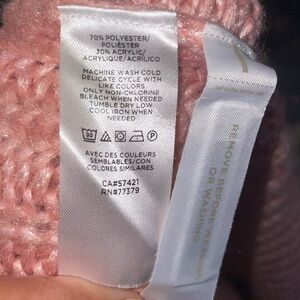 70% POLYESTER/
POLIÉSTER
30% ACRYLIC/
ACRYLIQUE/ACRÍLICO
MACHINE WASH COLD
DELICATE CYCLE WITH
LIKE COLORS
ONLY NON-CHLORINE
BLEACH WHEN NEEDED
TUMBLE DRY LOW
COOL IRON WHEN
NEEDED
30
P
AVEC DES COULEURS
SEMBLABLES/CON
COLORES SIMILARES
CA#57421
RN#77379
REMOVE BEFORE WEARING
OR WASHING